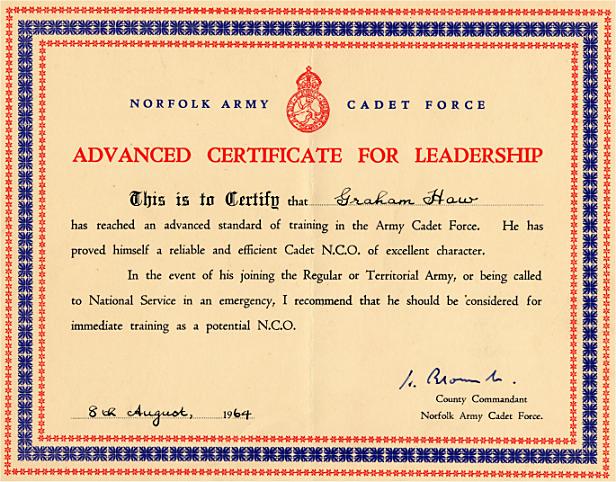 NORFOLK ARMY CADET FORCE
ADVANCED CERTIFICATE FOR LEADERSHIP
This is to Certify that Graham Haw
has reached an advanced standard of training in the Army Cadet Force. He has
proved himself a reliable and efficient Cadet N.C.O. of excellent character.
In the event of his joining the Regular or Territorial Army, or being called
to National Service in an emergency, I recommend that he should be considered for
immediate training as a potential N.C.O.
County Commandant
8th August, 1964
Norfolk Army Cadet Force.